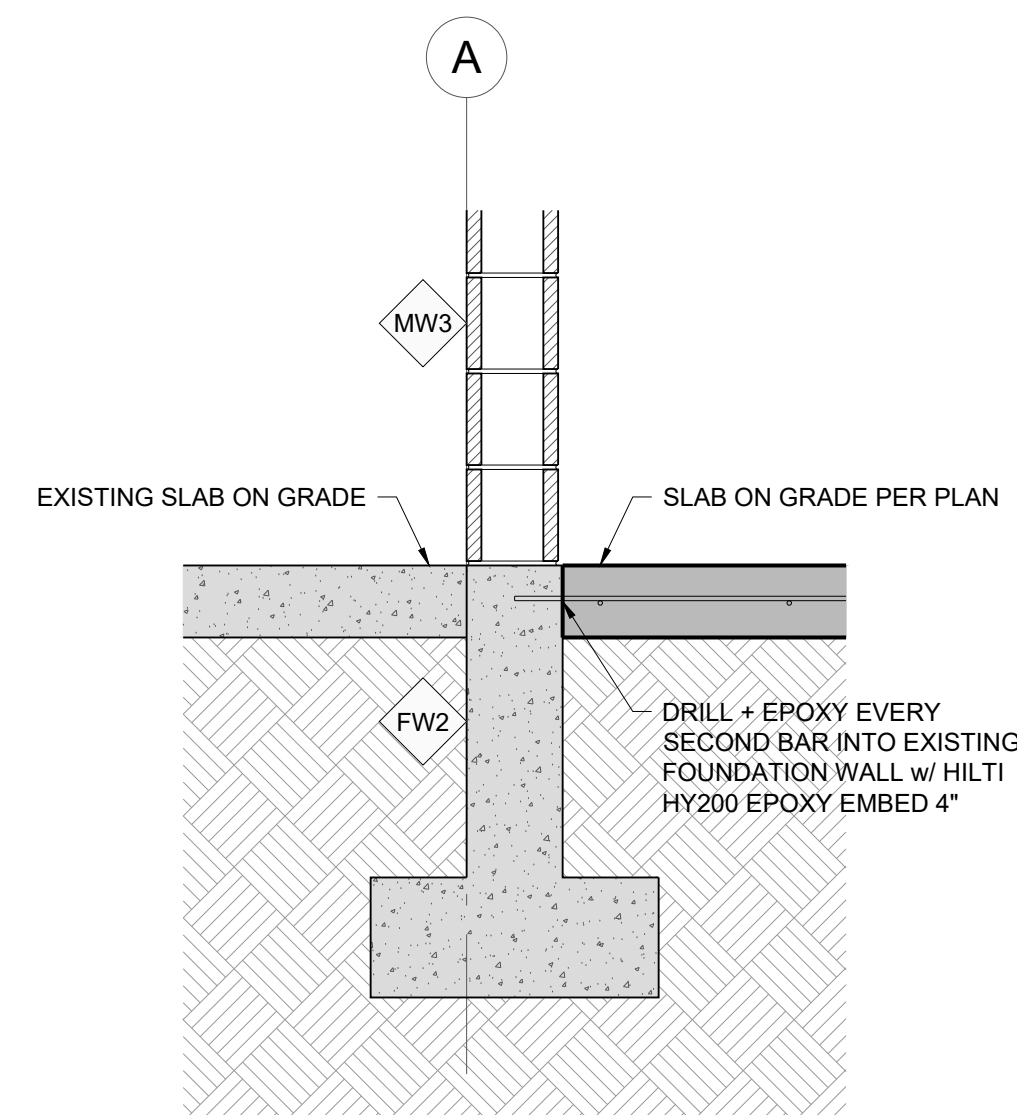 A
MW3
EXISTING SLAB ON GRADE
SLAB ON GRADE PER PLAN
FW2
DRILL + EPOXY EVERY
SECOND BAR INTO EXISTING
FOUNDATION WALL w/ HILTI
HY200 EPOXY EMBED 4"